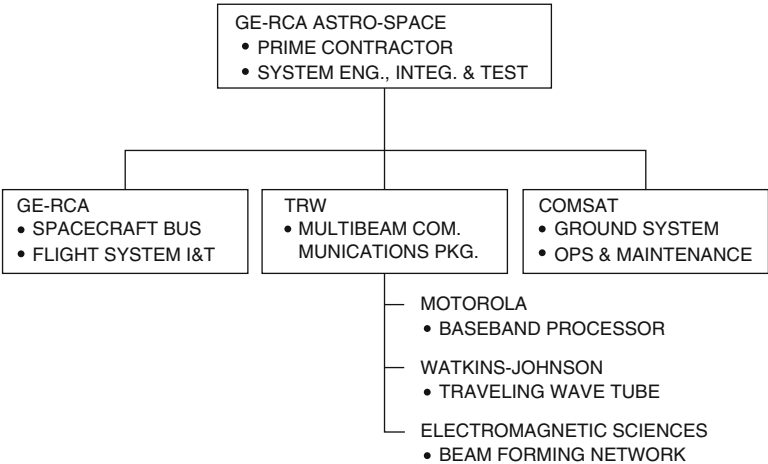 GE-RCA ASTRO-SPACE
• PRIME CONTRACTOR
• SYSTEM ENG., INTEG. & TEST
GE-RCA
• SPACECRAFT BUS
• FLIGHT SYSTEM I&T
TRW
• MULTIBEAM COM.
MUNICATIONS PKG.
COMSAT
• GROUND SYSTEM
• OPS & MAINTENANCE
MOTOROLA
• BASEBAND PROCESSOR
WATKINS-JOHNSON
• TRAVELING WAVE TUBE
ELECTROMAGNETIC SCIENCES
• BEAM FORMING NETWORK